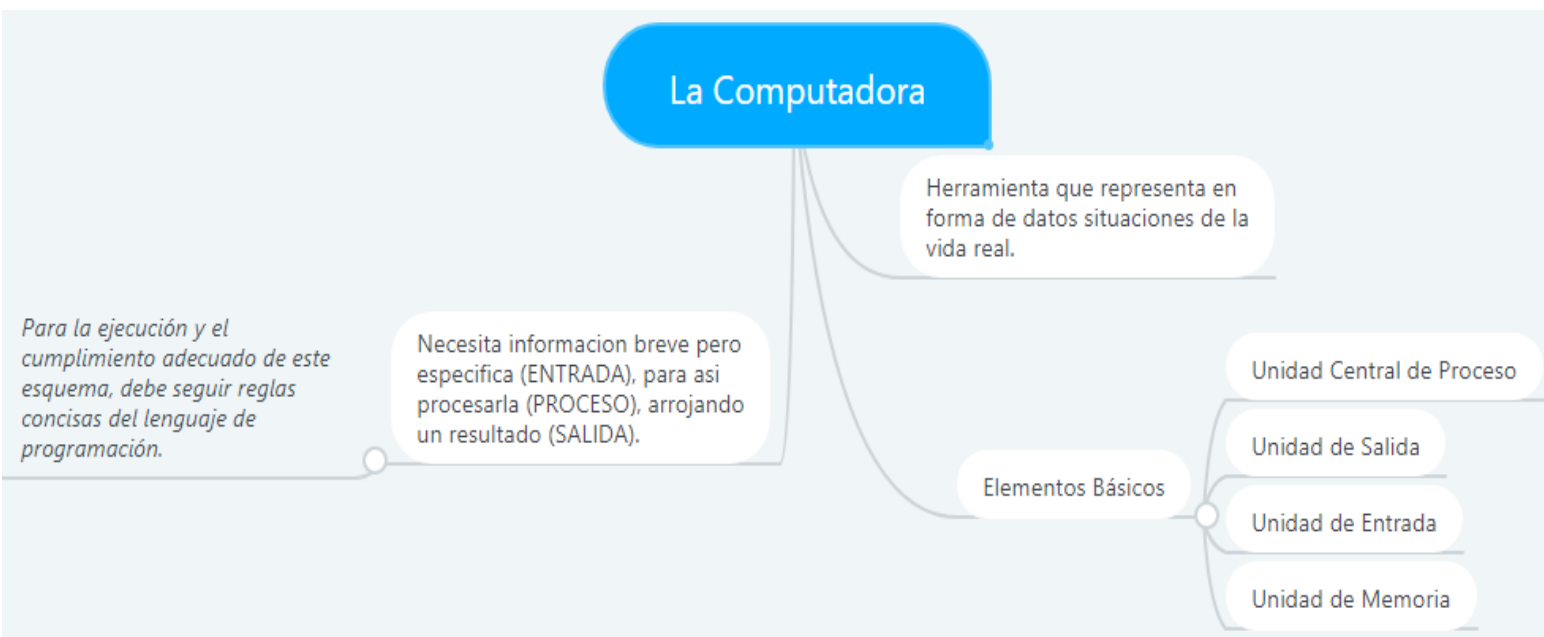 La Computadora
Herramienta que representa en
forma de datos situaciones de la
vida real.
Para la ejecución y el
cumplimiento adecuado de este
esquema, debe seguir reglas
concisas del lenguaje de
programación.
Necesita informacion breve pero
especifica (ENTRADA), para asi
procesarla (PROCESO), arrojando
un resultado (SALIDA).
Elementos Básicos
Unidad Central de Proceso
Unidad de Salida
Unidad de Entrada
Unidad de Memoria